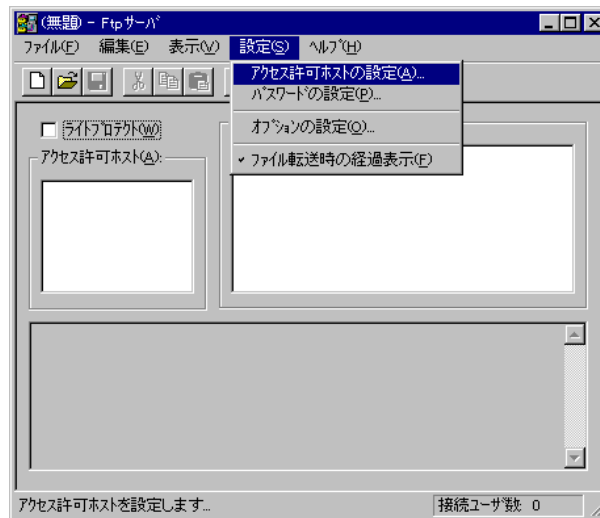 (無題) - Ftpサーバ
ファイル(F) 編集(E) 表示(V) 設定(S) ヘルプ(H)
アクセス許可ホストの設定(A)...
パスワードの設定(P)...
オプションの設定(O)...
✓ ファイル転送時の経過表示(F)
ライトプロテクト(W)
アクセス許可ホスト(A):
アクセス許可ホストを設定します...
接続ユーザ数: 0